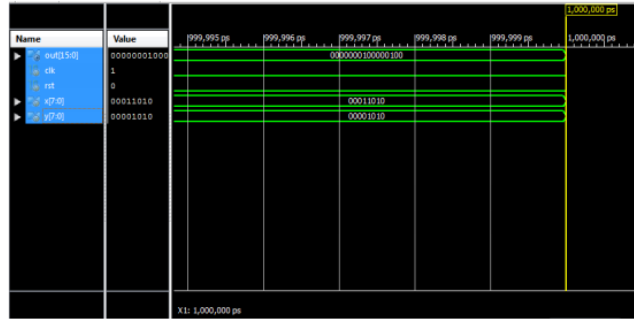 1,000,000 ps
Name Value 999,995 ps 999,996 ps 999,997 ps 999,998 ps 999,999 ps 1,000,000 ps
out[15:0] 00000001000 0000000100000100
clk 1
rst 0
x[7:0] 00011010 00011010
y[7:0] 00001010 00001010
X1: 1,000,000 ps